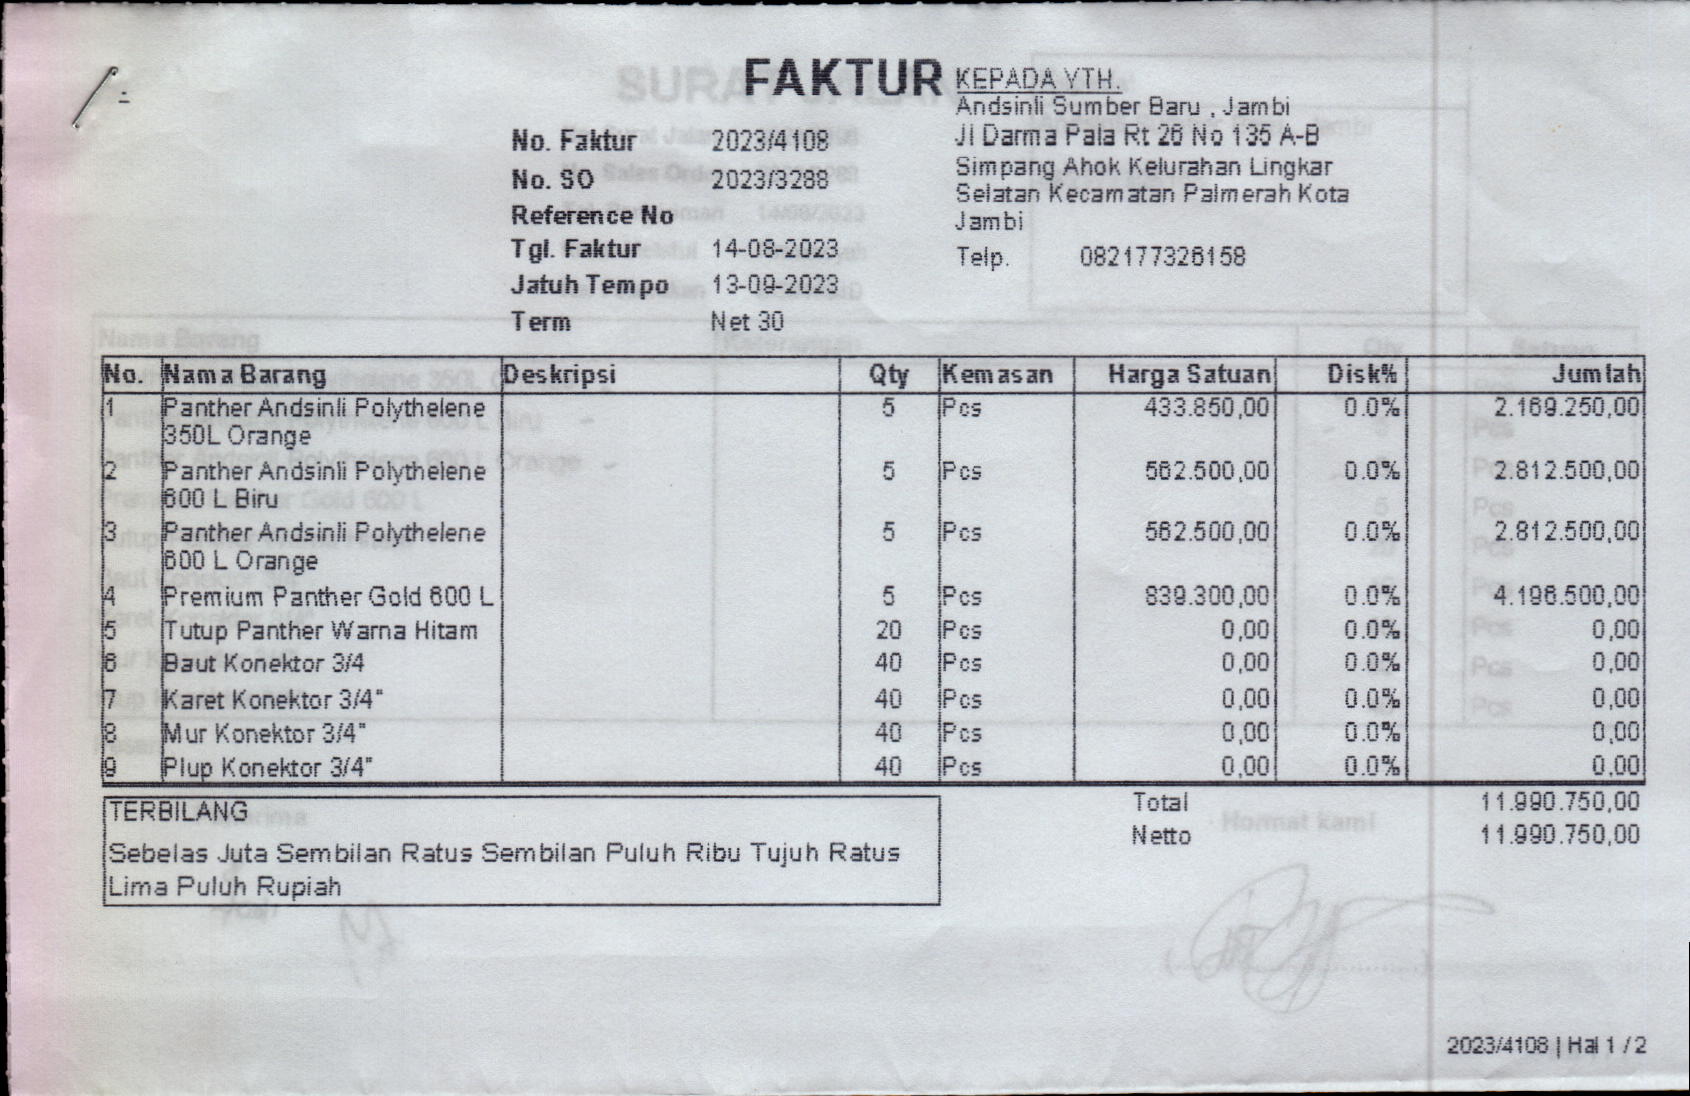 FAKTUR
KEPADA YTH.
Andsinli Sumber Baru , Jambi
Jl Darma Pala Rt 26 No 135 A-B
Simpang Ahok Kelurahan Lingkar
Selatan Kecamatan Palmerah Kota
Jambi
Telp. 082177326158
No. Faktur 2023/4108
No. SO 2023/3288
Reference No
Tgl. Faktur 14-08-2023
Jatuh Tempo 13-09-2023
Term Net 30
No. Nama Barang Deskripsi Qty Kemasan Harga Satuan Disk% Jumlah
1 Panther Andsinli Polythelene 5 Pcs 433.850,00 0.0% 2.169.250,00
350L Orange
2 Panther Andsinli Polythelene 5 Pcs 562.500,00 0.0% 2.812.500,00
600 L Biru
3 Panther Andsinli Polythelene 5 Pcs 562.500,00 0.0% 2.812.500,00
600 L Orange
4 Premium Panther Gold 600 L 5 Pcs 839.300,00 0.0% 4.196.500,00
5 Tutup Panther Warna Hitam 20 Pcs 0,00 0.0% 0,00
6 Baut Konektor 3/4 40 Pcs 0,00 0.0% 0,00
7 Karet Konektor 3/4" 40 Pcs 0,00 0.0% 0,00
8 Mur Konektor 3/4" 40 Pcs 0,00 0.0% 0,00
9 Plup Konektor 3/4" 40 Pcs 0,00 0.0% 0,00
Total 11.990.750,00
Netto 11.990.750,00
TERBILANG
Sebelas Juta Sembilan Ratus Sembilan Puluh Ribu Tujuh Ratus
Lima Puluh Rupiah
2023/4108 | Hal 1 / 2